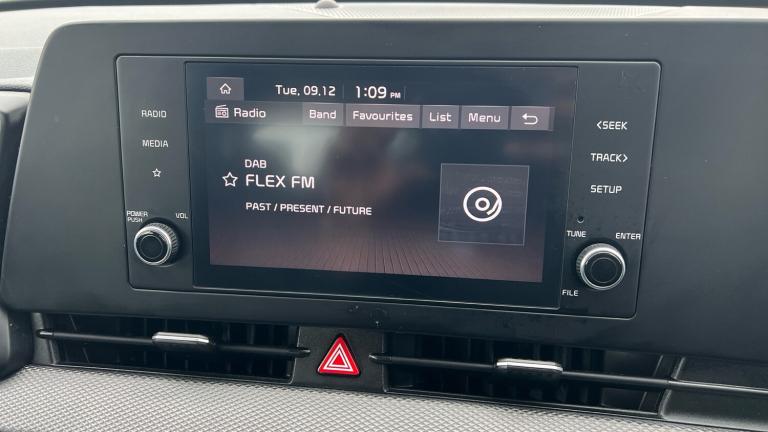 Tue, 09.12 1:09 PM
Radio Band Favourites List Menu
DAB
FLEX FM
PAST / PRESENT / FUTURE
RADIO
MEDIA
POWER
PUSH
VOL
<SEEK
TRACK>
SETUP
TUNE
ENTER
FILE